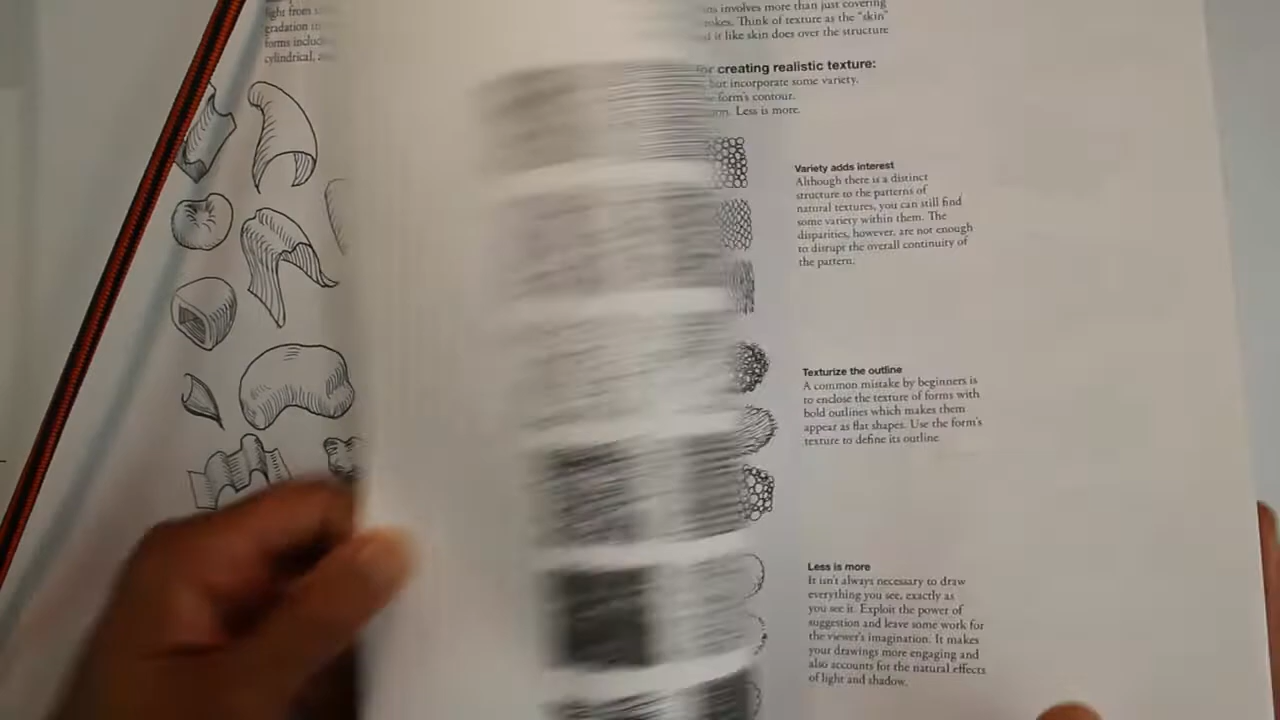 light from
gradation in
forms includ
cylindrical,
involves more than just covering
Think of texture as the "skin"
it like skin does over the structure
for creating realistic texture:
but incorporate some variety.
form's contour.
Less is more.
Variety adds interest
Although there is a distinct
structure to the patterns of
natural textures, you can still find
some variety within them. The
disparities, however, are not enough
to disrupt the overall continuity of
the pattern.
Texturize the outline
A common mistake by beginners is
to enclose the texture of forms with
bold outlines which makes them
appear as flat shapes. Use the form's
texture to define its outline
Less is more
It isn't always necessary to draw
everything you see, exactly as
you see it. Exploit the power of
suggestion and leave some work for
the viewer's imagination. It makes
your drawings more engaging and
also accounts for the natural effects
of light and shadow.